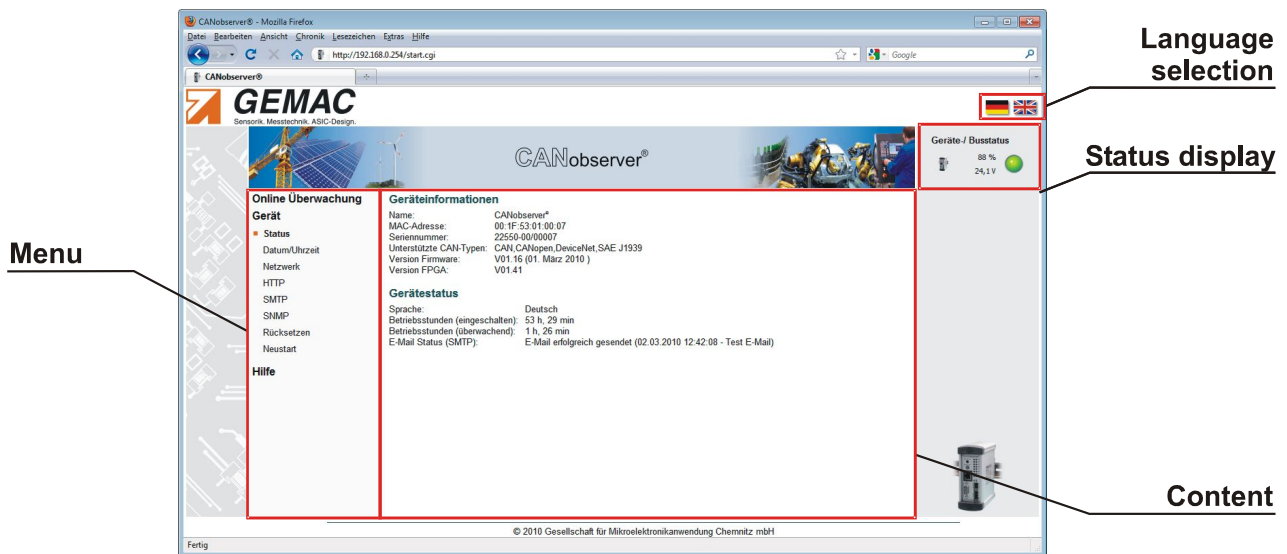 CANobserver® - Mozilla Firefox
Datei Bearbeiten Ansicht Chronik Lesezeichen Extras Hilfe
http://192.168.0.254/start.cgi
Google
CANobserver®
GEMAC
Sensorik. Messtechnik. ASIC-Design.
Language
selection
CANobserver®
Geräte-/ Busstatus
88 %
24,1 V
Status display
Menu
Online Überwachung
Gerät
Status
Datum/Uhrzeit
Netzwerk
HTTP
SMTP
SNMP
Rücksetzen
Neustart
Hilfe
Geräteinformationen
Name: CANobserver®
MAC-Adresse: 00:1F:53:01:00:07
Seriennummer: 22550-00/00007
Unterstützte CAN-Typen: CAN,CANopen,DeviceNet,SAE J1939
Version Firmware: V01.16 (01. März 2010 )
Version FPGA: V01.41
Gerätestatus
Sprache: Deutsch
Betriebsstunden (eingeschalten): 53 h, 29 min
Betriebsstunden (überwachend): 1 h, 26 min
E-Mail Status (SMTP): E-Mail erfolgreich gesendet (02.03.2010 12:42:08 - Test E-Mail)
Content
© 2010 Gesellschaft für Mikroelektronikanwendung Chemnitz mbH
Fertig